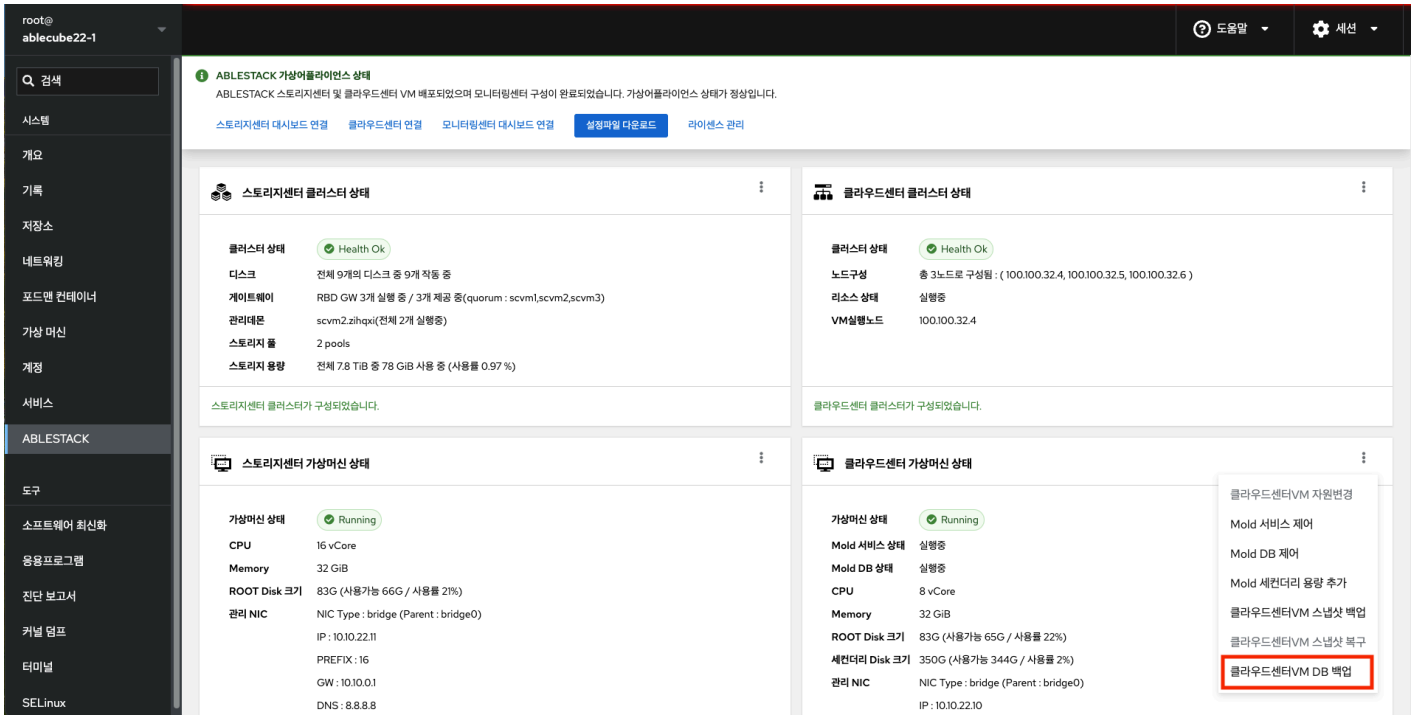 root@
ablecube22-1
도움말
세션
검색
시스템
개요
기록
저장소
네트워킹
포드맨 컨테이너
가상 머신
계정
서비스
ABLESTACK
도구
소프트웨어 최신화
응용프로그램
진단 보고서
커널 덤프
터미널
SELinux
ABLESTACK 가상어플라이언스 상태
ABLESTACK 스토리지센터 및 클라우드센터 VM 배포되었으며 모니터링센터 구성이 완료되었습니다. 가상어플라이언스 상태가 정상입니다.
스토리지센터 대시보드 연결 클라우드센터 연결 모니터링센터 대시보드 연결 설정파일 다운로드 라이센스 관리
스토리지센터 클러스터 상태
클러스터 상태 Health Ok
디스크 전체 9개의 디스크 중 9개 작동 중
게이트웨이 RBD GW 3개 실행 중 / 3개 제공 중(quorum : scvm1,scvm2,scvm3)
관리데몬 scvm2.zihqxi(전체 2개 실행중)
스토리지 풀 2 pools
스토리지 용량 전체 7.8 TiB 중 78 GiB 사용 중 (사용률 0.97 %)
스토리지센터 클러스터가 구성되었습니다.
클라우드센터 클러스터 상태
클러스터 상태 Health Ok
노드구성 총 3노드로 구성됨 : ( 100.100.32.4, 100.100.32.5, 100.100.32.6 )
리소스 상태 실행중
VM실행노드 100.100.32.4
클라우드센터 클러스터가 구성되었습니다.
스토리지센터 가상머신 상태
가상머신 상태 Running
CPU 16 vCore
Memory 32 GiB
ROOT Disk 크기 83G (사용가능 66G / 사용률 21%)
관리 NIC NIC Type : bridge (Parent : bridge0)
IP : 10.10.22.11
PREFIX : 16
GW : 10.10.0.1
DNS : 8.8.8.8
클라우드센터 가상머신 상태
가상머신 상태 Running
Mold 서비스 상태 실행중
Mold DB 상태 실행중
CPU 8 vCore
Memory 32 GiB
ROOT Disk 크기 83G (사용가능 65G / 사용률 22%)
세컨더리 Disk 크기 350G (사용가능 344G / 사용률 2%)
관리 NIC NIC Type : bridge (Parent : bridge0)
IP : 10.10.22.10
클라우드센터VM 자원변경
Mold 서비스 제어
Mold DB 제어
Mold 세컨더리 용량 추가
클라우드센터VM 스냅샷 백업
클라우드센터VM 스냅샷 복구
클라우드센터VM DB 백업